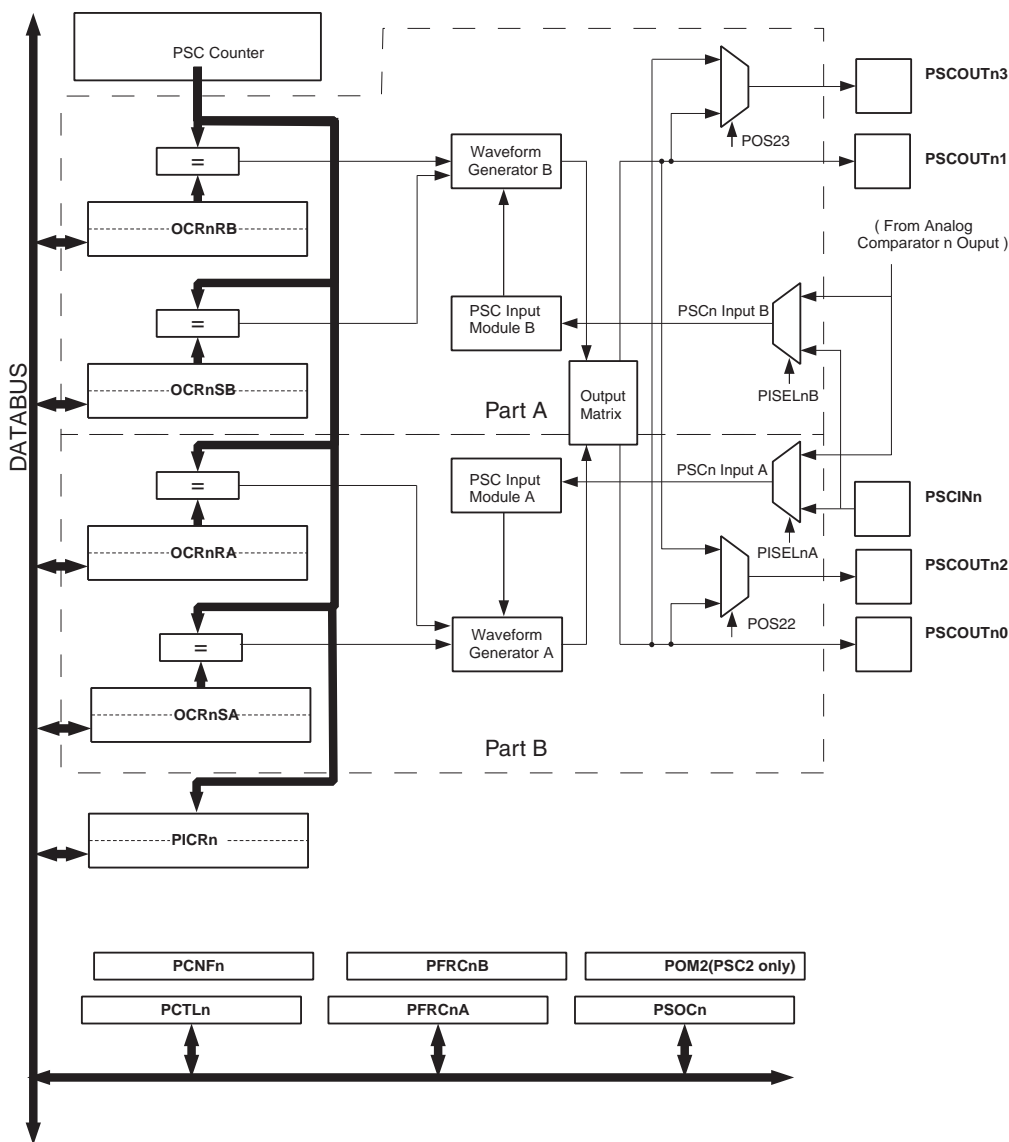 PSC Counter
PSCOUTn3
POS23
=
Waveform
Generator B
PSCOUTn1
OCRnRB
( From Analog
Comparator n Ouput )
=
PSC Input
Module B
PSCn Input B
OCRnSB
PISELnB
Output
Matrix
Part A
DATABUS
=
PSC Input
Module A
PSCn Input A
PSCINn
OCRnRA
PISELnA
PSCOUTn2
=
Waveform
Generator A
POS22
PSCOUTn0
OCRnSA
Part B
PICRn
PCNFn
PFRCnB
POM2(PSC2 only)
PCTLn
PFRCnA
PSOCn